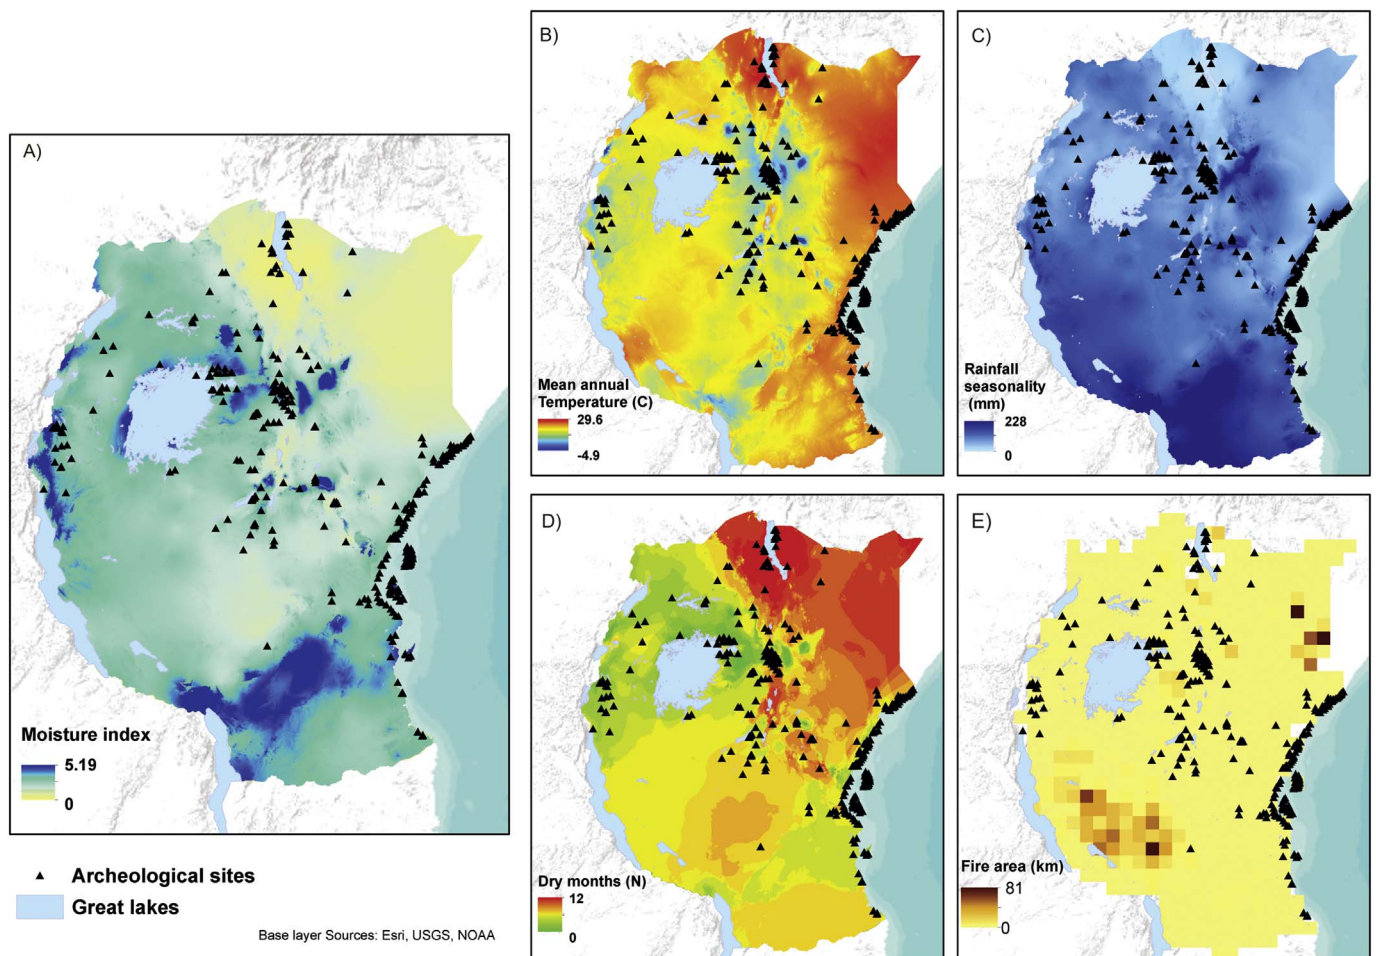 A)
Moisture index
5.19
0
Archeological sites
Great lakes
Base layer Sources: Esri, USGS, NOAA
B)
Mean annual
Temperature (C)
29.6
-4.9
C)
Rainfall
seasonality
(mm)
228
0
D)
Dry months (N)
12
0
E)
Fire area (km)
81
0